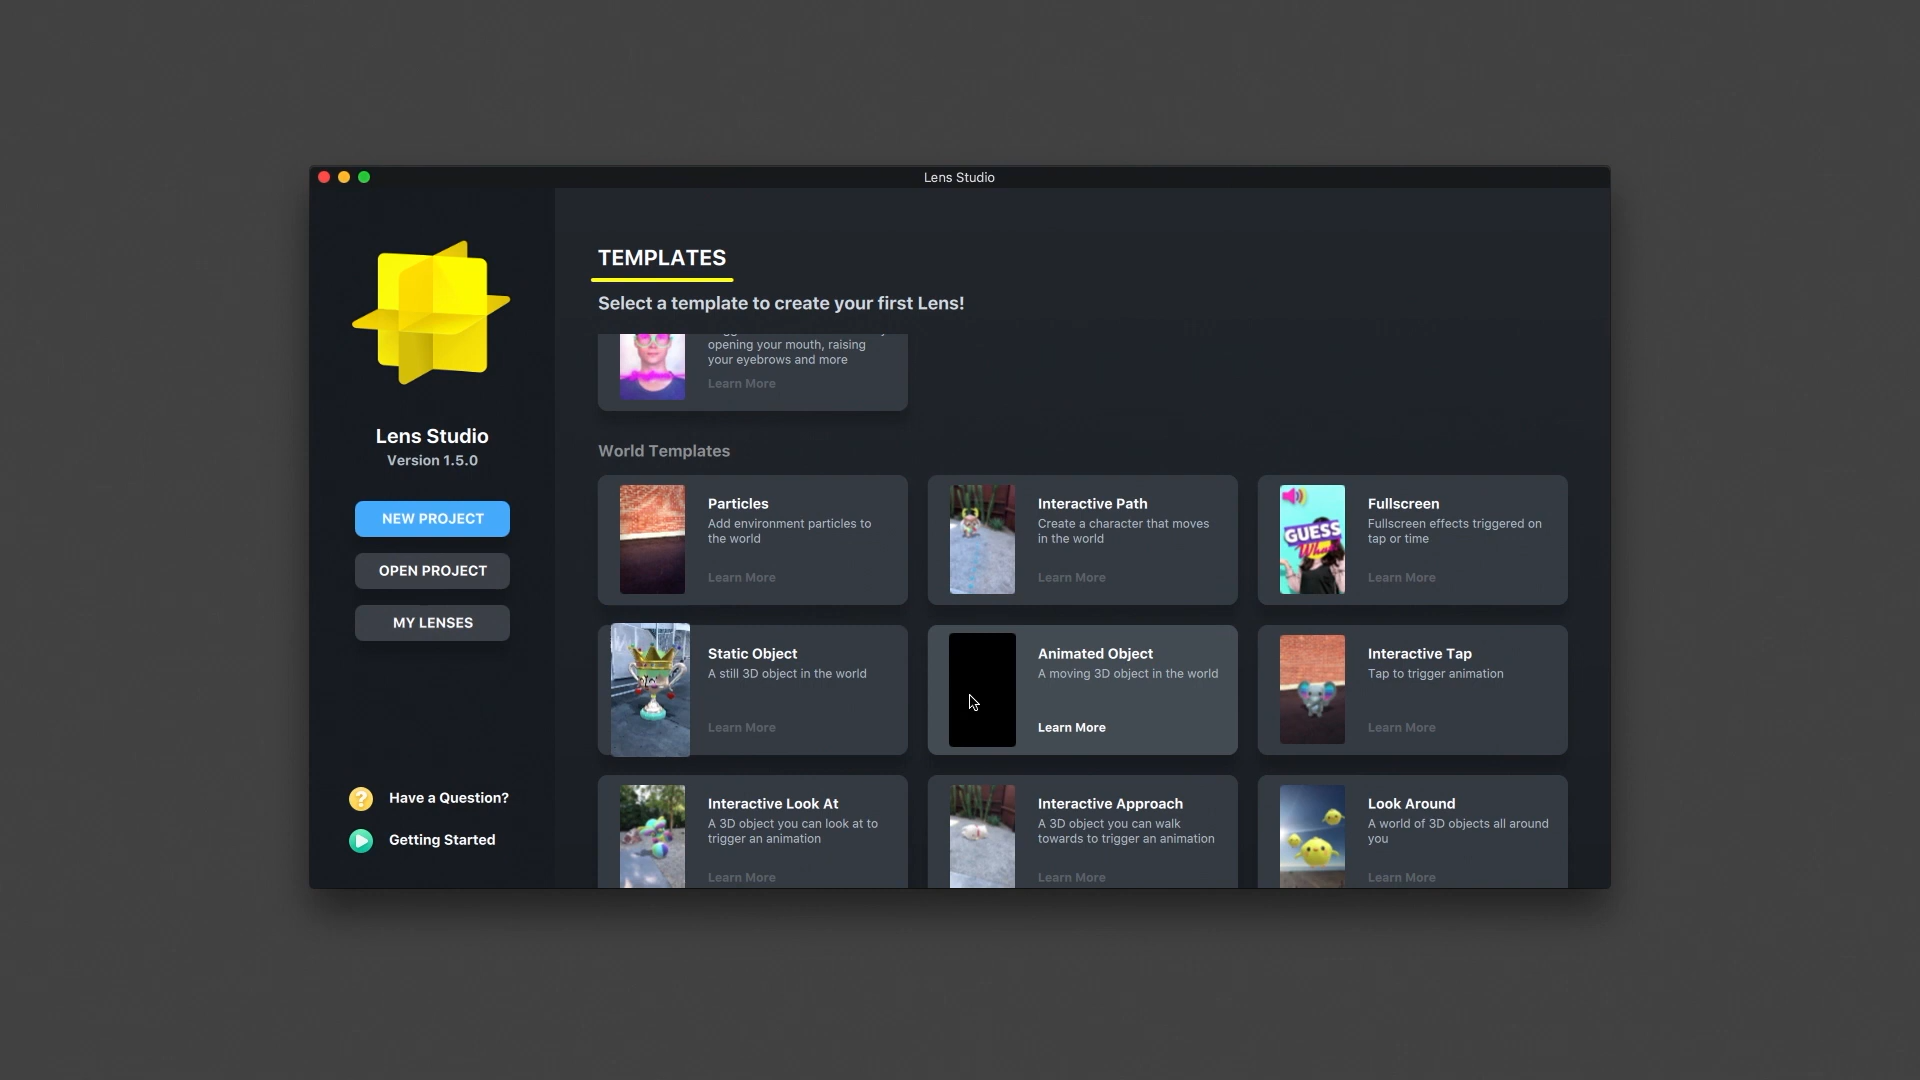 Lens Studio
Lens Studio
Version 1.5.0
NEW PROJECT
OPEN PROJECT
MY LENSES
Have a Question?
Getting Started
TEMPLATES
Select a template to create your first Lens!
opening your mouth, raising
your eyebrows and more
Learn More
World Templates
Particles
Add environment particles to
the world
Learn More
Interactive Path
Create a character that moves
in the world
Learn More
GUESS
What
Fullscreen
Fullscreen effects triggered on
tap or time
Learn More
Static Object
A still 3D object in the world
Learn More
Animated Object
A moving 3D object in the world
Learn More
Interactive Tap
Tap to trigger animation
Learn More
Interactive Look At
A 3D object you can look at to
trigger an animation
Learn More
Interactive Approach
A 3D object you can walk
towards to trigger an animation
Learn More
Look Around
A world of 3D objects all around
you
Learn More